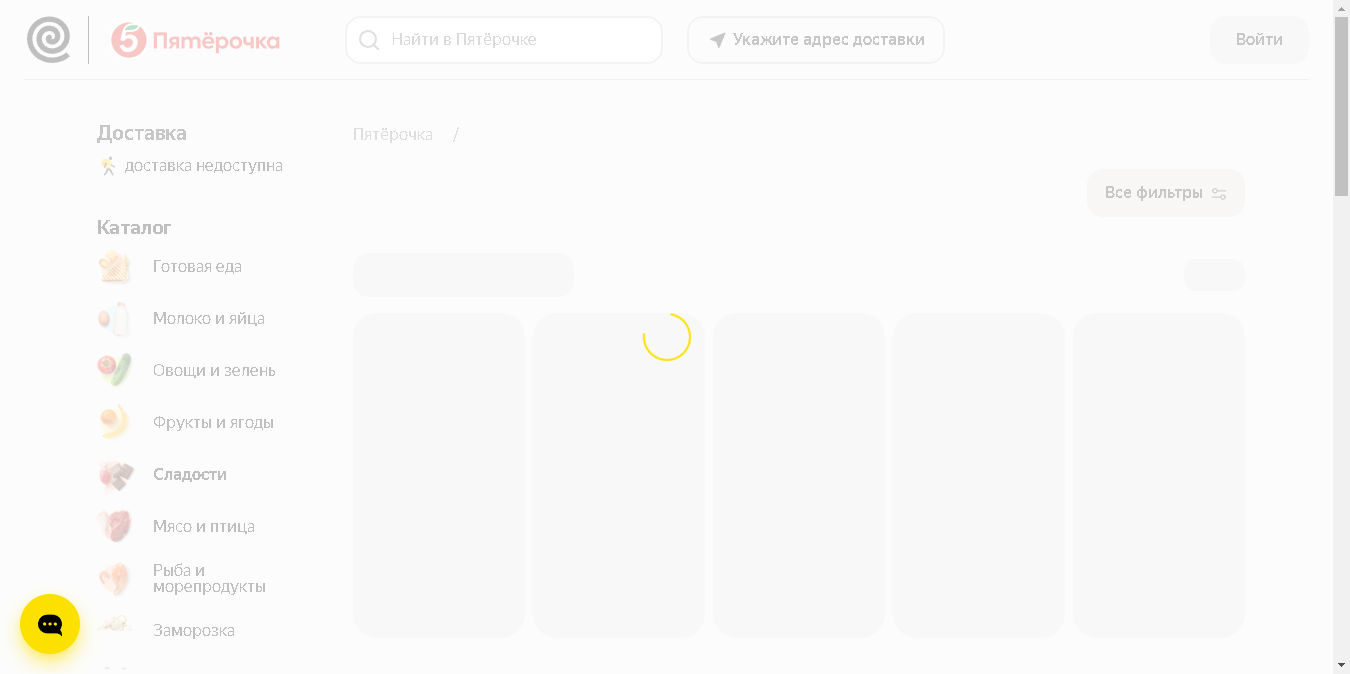 5 Пятёрочка
Найти в Пятёрочке
Укажите адрес доставки
Войти
Доставка
доставка недоступна
Пятёрочка /
Все фильтры
Каталог
Готовая еда
Молоко и яйца
Овощи и зелень
Фрукты и ягоды
Сладости
Мясо и птица
Рыба и
морепродукты
Заморозка